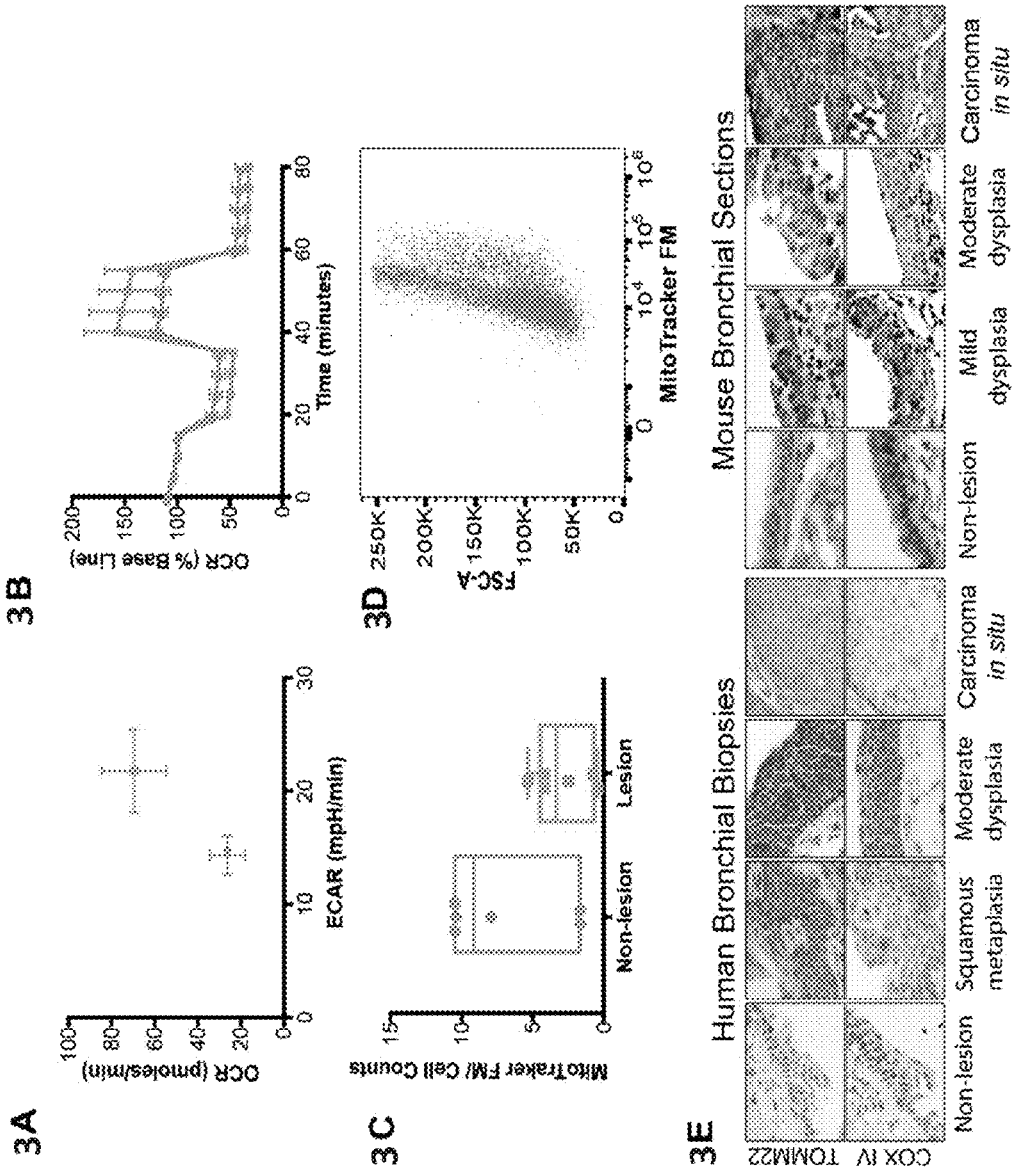 3A
100
80
60
40
20
0
OCR (pmoles/min)
0
10
20
30
ECAR (mpH/min)
3B
200
150
100
50
0
OCR (% Base Line)
0
20
40
60
80
Time (minutes)
3C
15
10
5
0
MitoTraker FM/ Cell Counts
Non-lesion
Lesion
3D
250K
200K
150K
100K
50K
0
FSC-A
0
10⁴
10⁵
10⁶
MitoTracker FM
3E
Human Bronchial Biopsies
Mouse Bronchial Sections
TOMM22
COX IV
Non-lesion
Squamous
metaplasia
Moderate
dysplasia
Carcinoma
in situ
Non-lesion
Mild
dysplasia
Moderate
dysplasia
Carcinoma
in situ